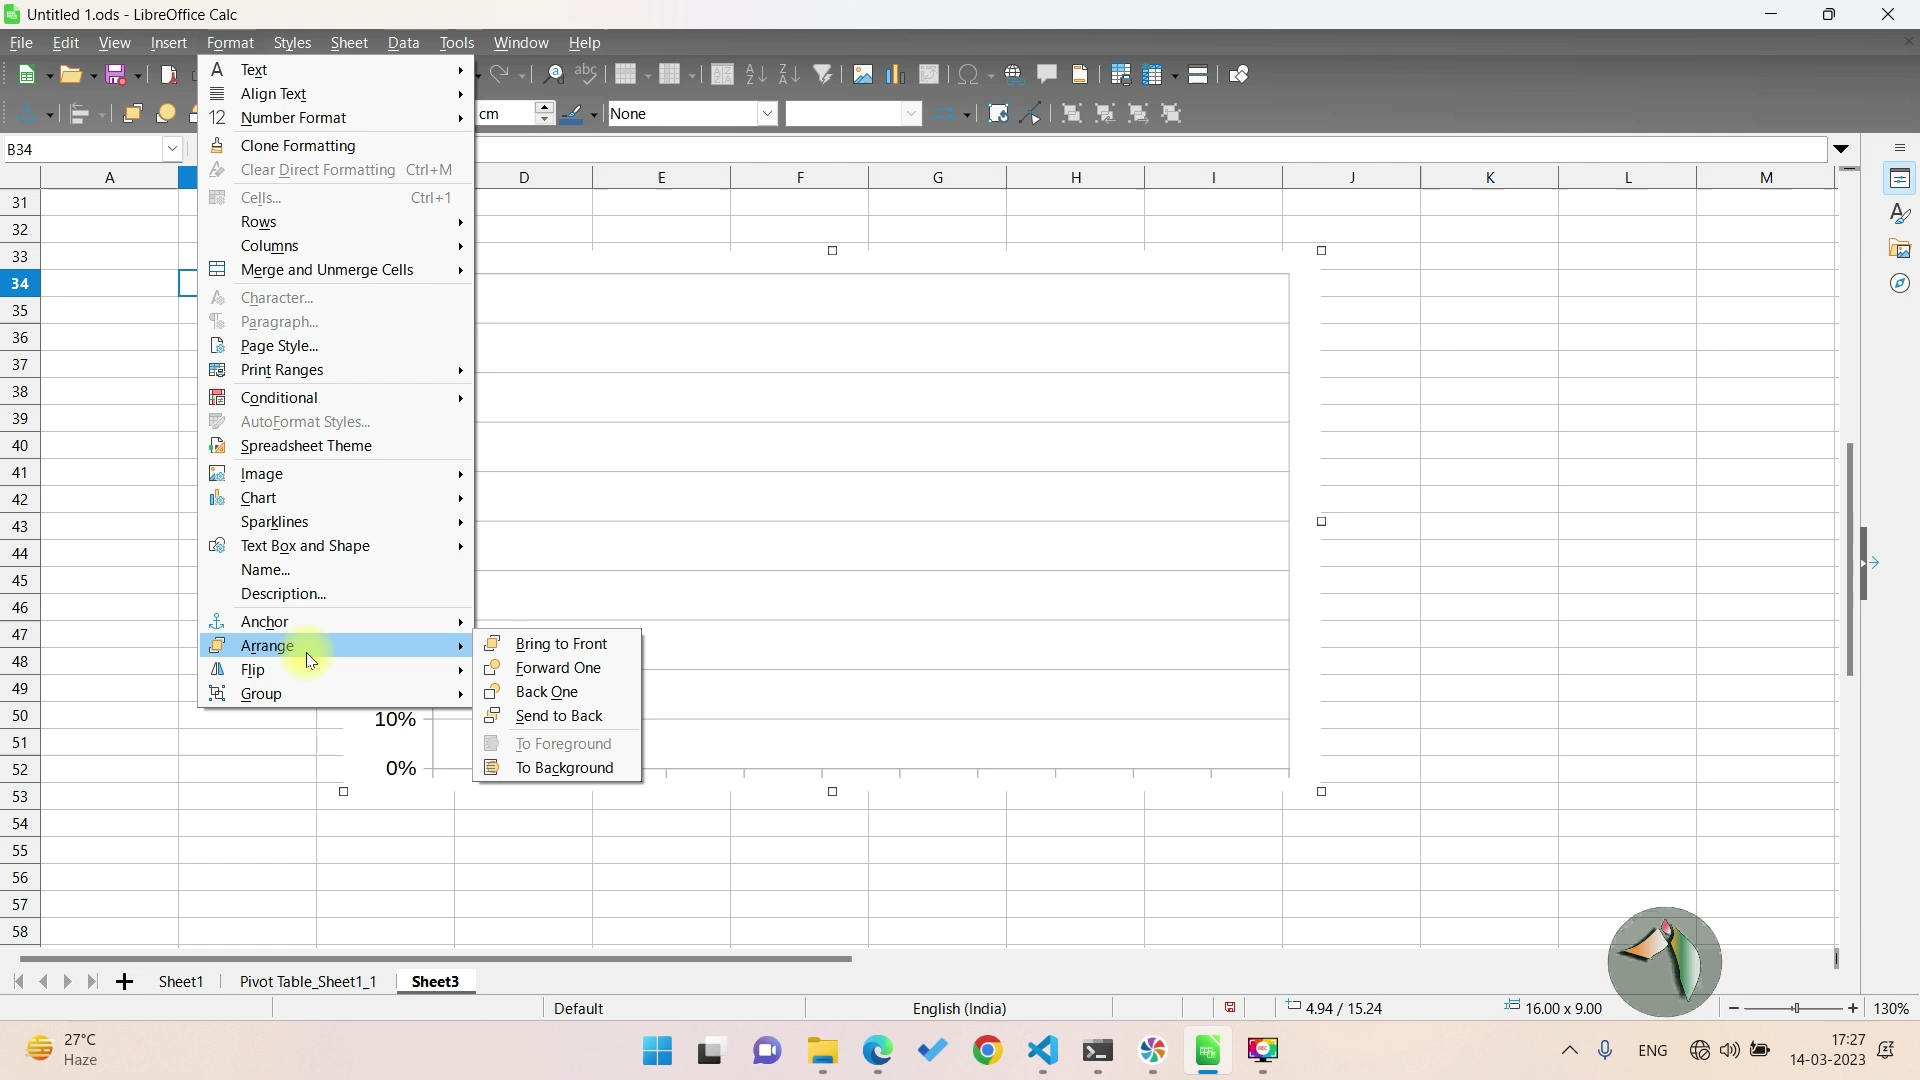 Untitled 1.ods - LibreOffice Calc
File Edit View Insert Format Styles Sheet Data Tools Window Help
cm None
B34
A D E F G H I J K L M
31
32
33
34
35
36
37
38
39
40
41
42
43
44
45
46
47
48
49
50
51
52
53
54
55
56
57
58
Text
Align Text
12 Number Format
Clone Formatting
Clear Direct Formatting Ctrl+M
Cells... Ctrl+1
Rows
Columns
Merge and Unmerge Cells
Character...
Paragraph...
Page Style...
Print Ranges
Conditional
AutoFormat Styles...
Spreadsheet Theme
Image
Chart
Sparklines
Text Box and Shape
Name...
Description...
Anchor
Arrange
Flip
Group
Bring to Front
Forward One
Back One
Send to Back
To Foreground
To Background
10%
0%
Sheet1 Pivot Table_Sheet1_1 Sheet3
Default English (India) 4.94 / 15.24 16.00 x 9.00 130%
27°C
Haze
ENG
17:27
14-03-2023